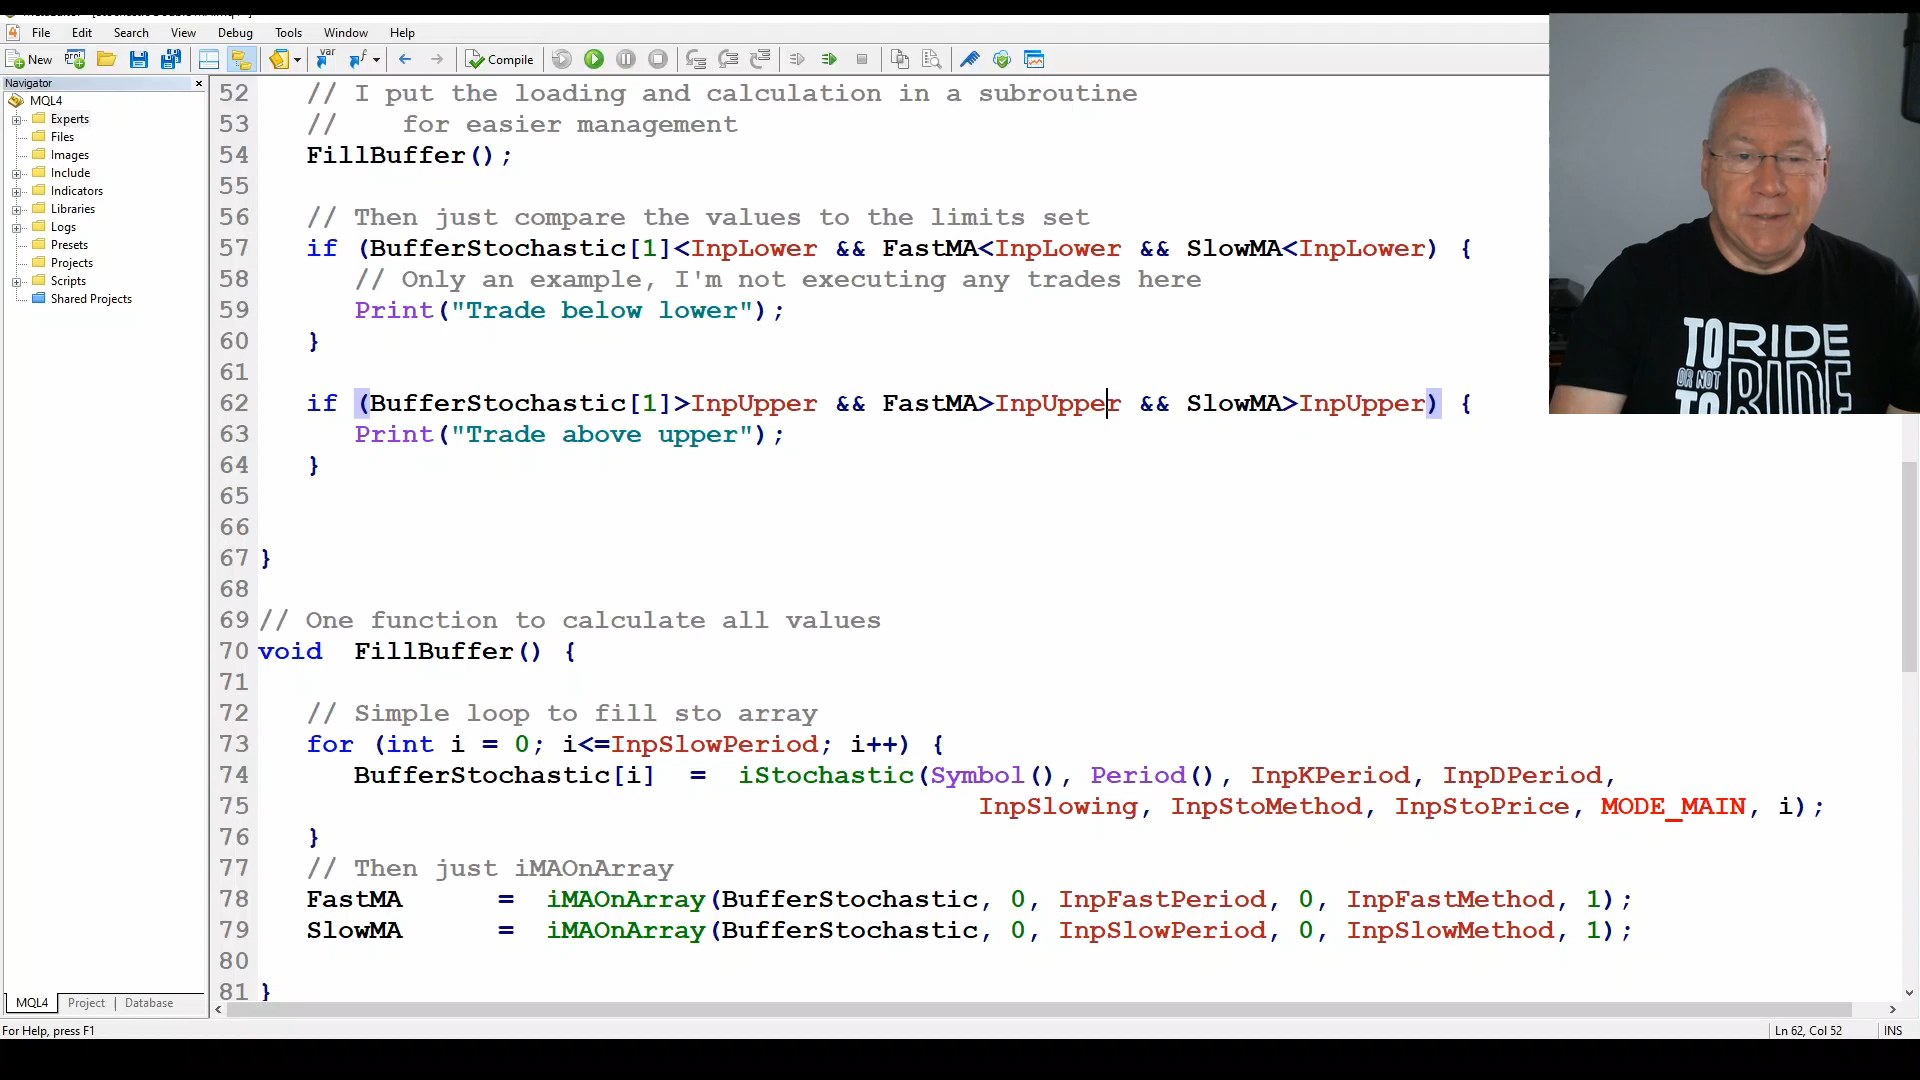 File Edit Search View Debug Tools Window Help
New Compile
Navigator
MQL4
Experts
Files
Images
Include
Indicators
Libraries
Logs
Presets
Projects
Scripts
Shared Projects
52 // I put the loading and calculation in a subroutine
53 // for easier management
54 FillBuffer();
55
56 // Then just compare the values to the limits set
57 if (BufferStochastic[1]<InpLower && FastMA<InpLower && SlowMA<InpLower) {
58 // Only an example, I'm not executing any trades here
59 Print("Trade below lower");
60 }
61
62 if (BufferStochastic[1]>InpUpper && FastMA>InpUpper && SlowMA>InpUpper) {
63 Print("Trade above upper");
64 }
65
66
67 }
68
69 // One function to calculate all values
70 void FillBuffer() {
71
72 // Simple loop to fill sto array
73 for (int i = 0; i<=InpSlowPeriod; i++) {
74 BufferStochastic[i] = iStochastic(Symbol(), Period(), InpKPeriod, InpDPeriod,
75 InpSlowing, InpStoMethod, InpStoPrice, MODE_MAIN, i);
76 }
77 // Then just iMAOnArray
78 FastMA = iMAOnArray(BufferStochastic, 0, InpFastPeriod, 0, InpFastMethod, 1);
79 SlowMA = iMAOnArray(BufferStochastic, 0, InpSlowPeriod, 0, InpSlowMethod, 1);
80
81 }
MQL4 Project Database
For Help, press F1
Ln 62, Col 52 INS
TO RIDE
OR NOT
TO RIDE